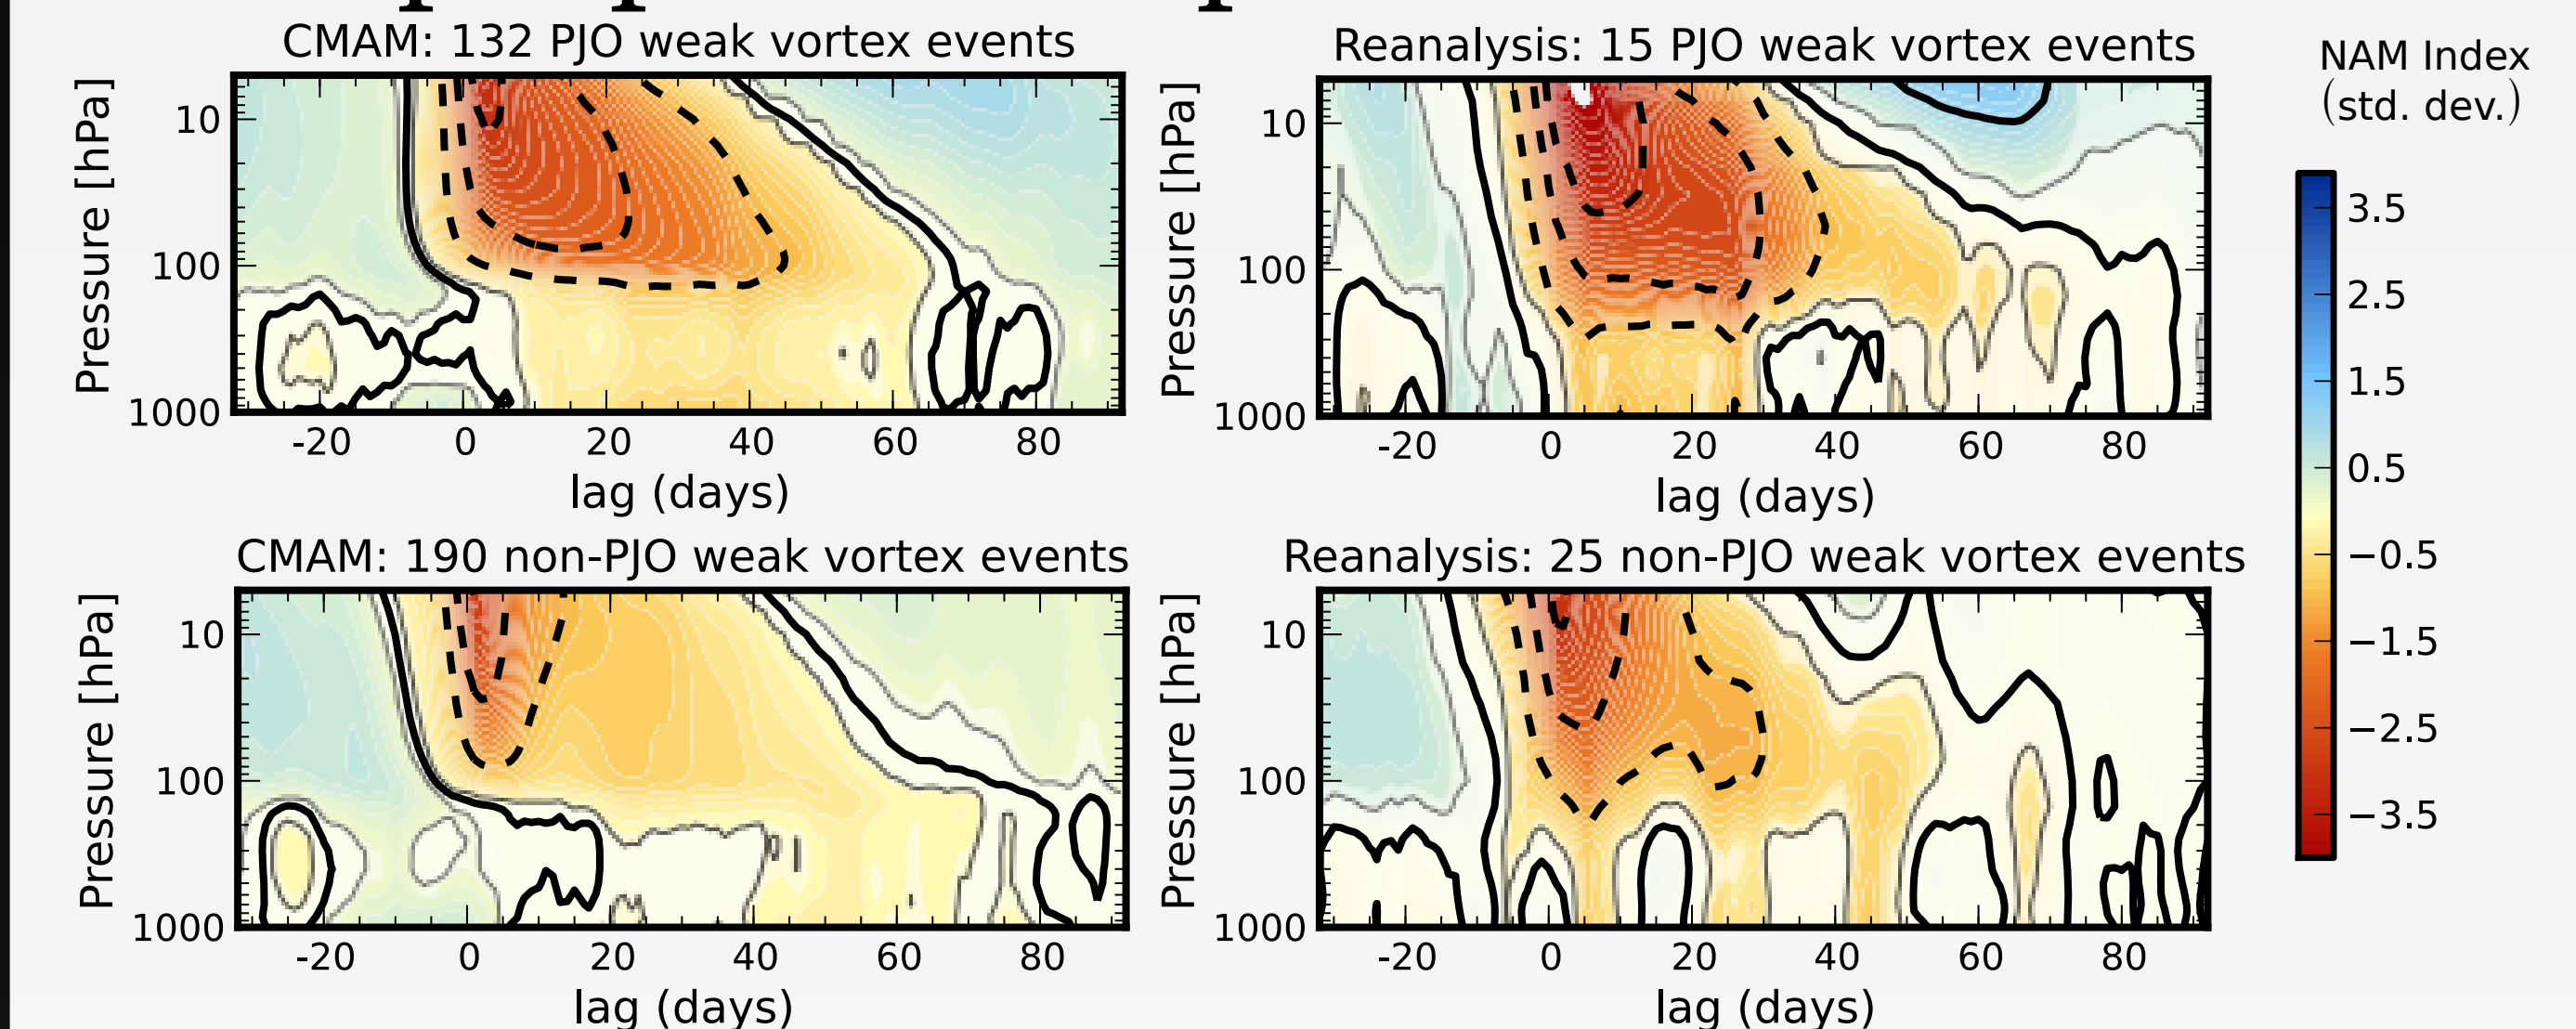 CMAM: 132 PJO weak vortex events
Pressure [hPa]
10
100
1000
-20 0 20 40 60 80
lag (days)
Reanalysis: 15 PJO weak vortex events
Pressure [hPa]
10
100
1000
-20 0 20 40 60 80
lag (days)
NAM Index
(std. dev.)
3.5
2.5
1.5
0.5
−0.5
−1.5
−2.5
−3.5
CMAM: 190 non-PJO weak vortex events
Pressure [hPa]
10
100
1000
-20 0 20 40 60 80
lag (days)
Reanalysis: 25 non-PJO weak vortex events
Pressure [hPa]
10
100
1000
-20 0 20 40 60 80
lag (days)